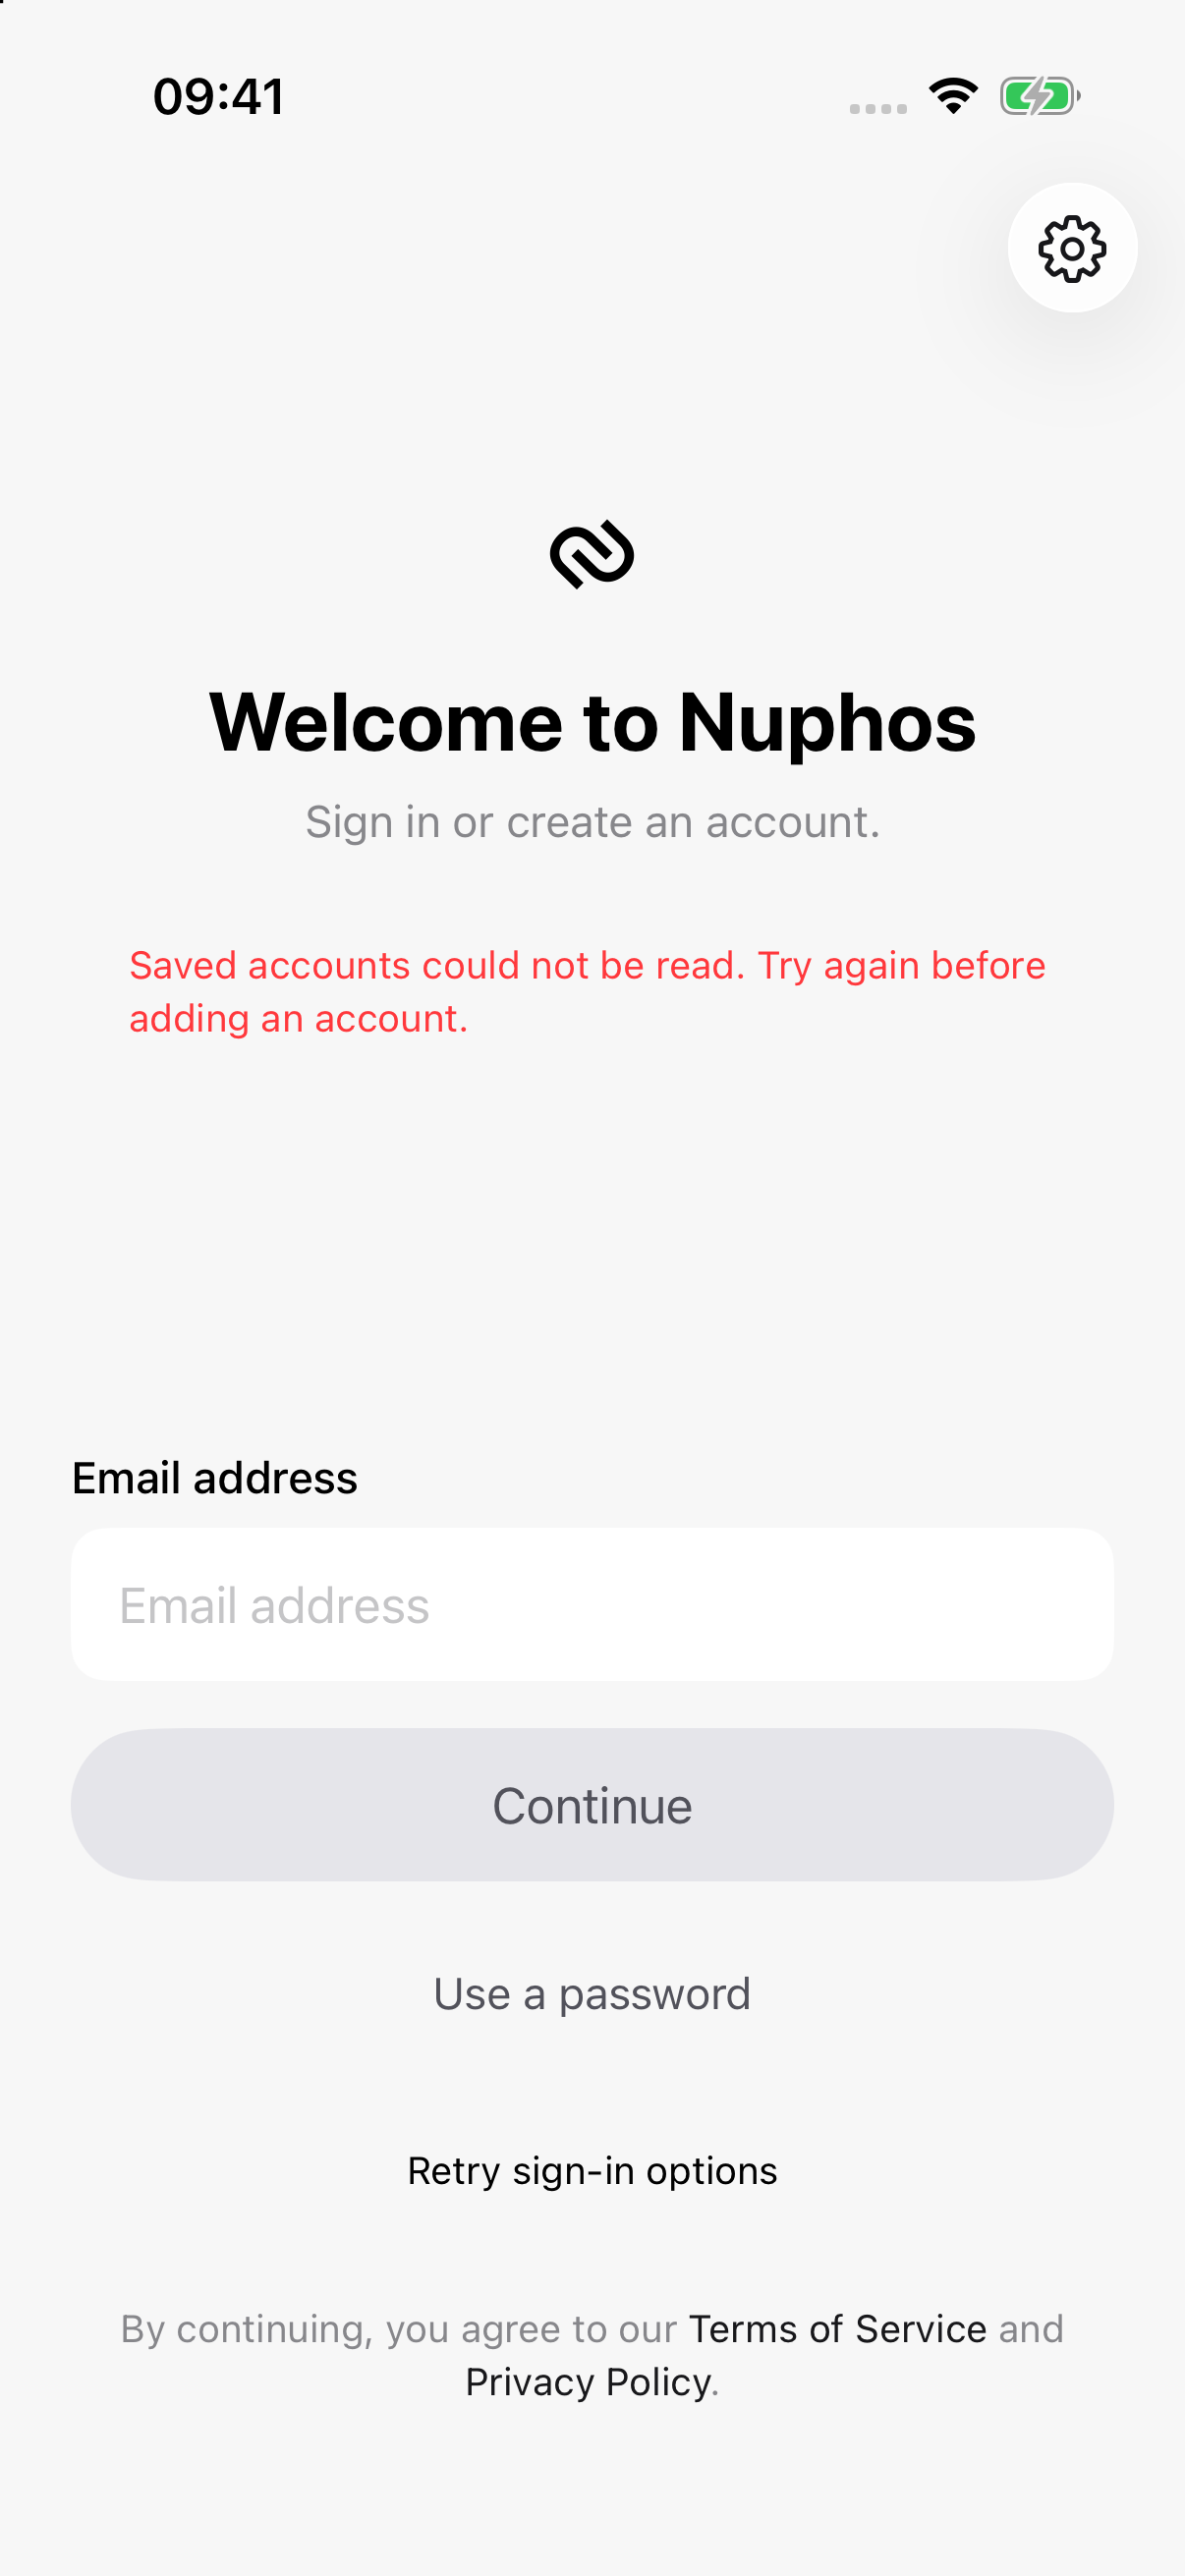 09:41
Welcome to Nuphos
Sign in or create an account.
Saved accounts could not be read. Try again before
adding an account.
Email address
Email address
Continue
Use a password
Retry sign-in options
By continuing, you agree to our Terms of Service and
Privacy Policy.